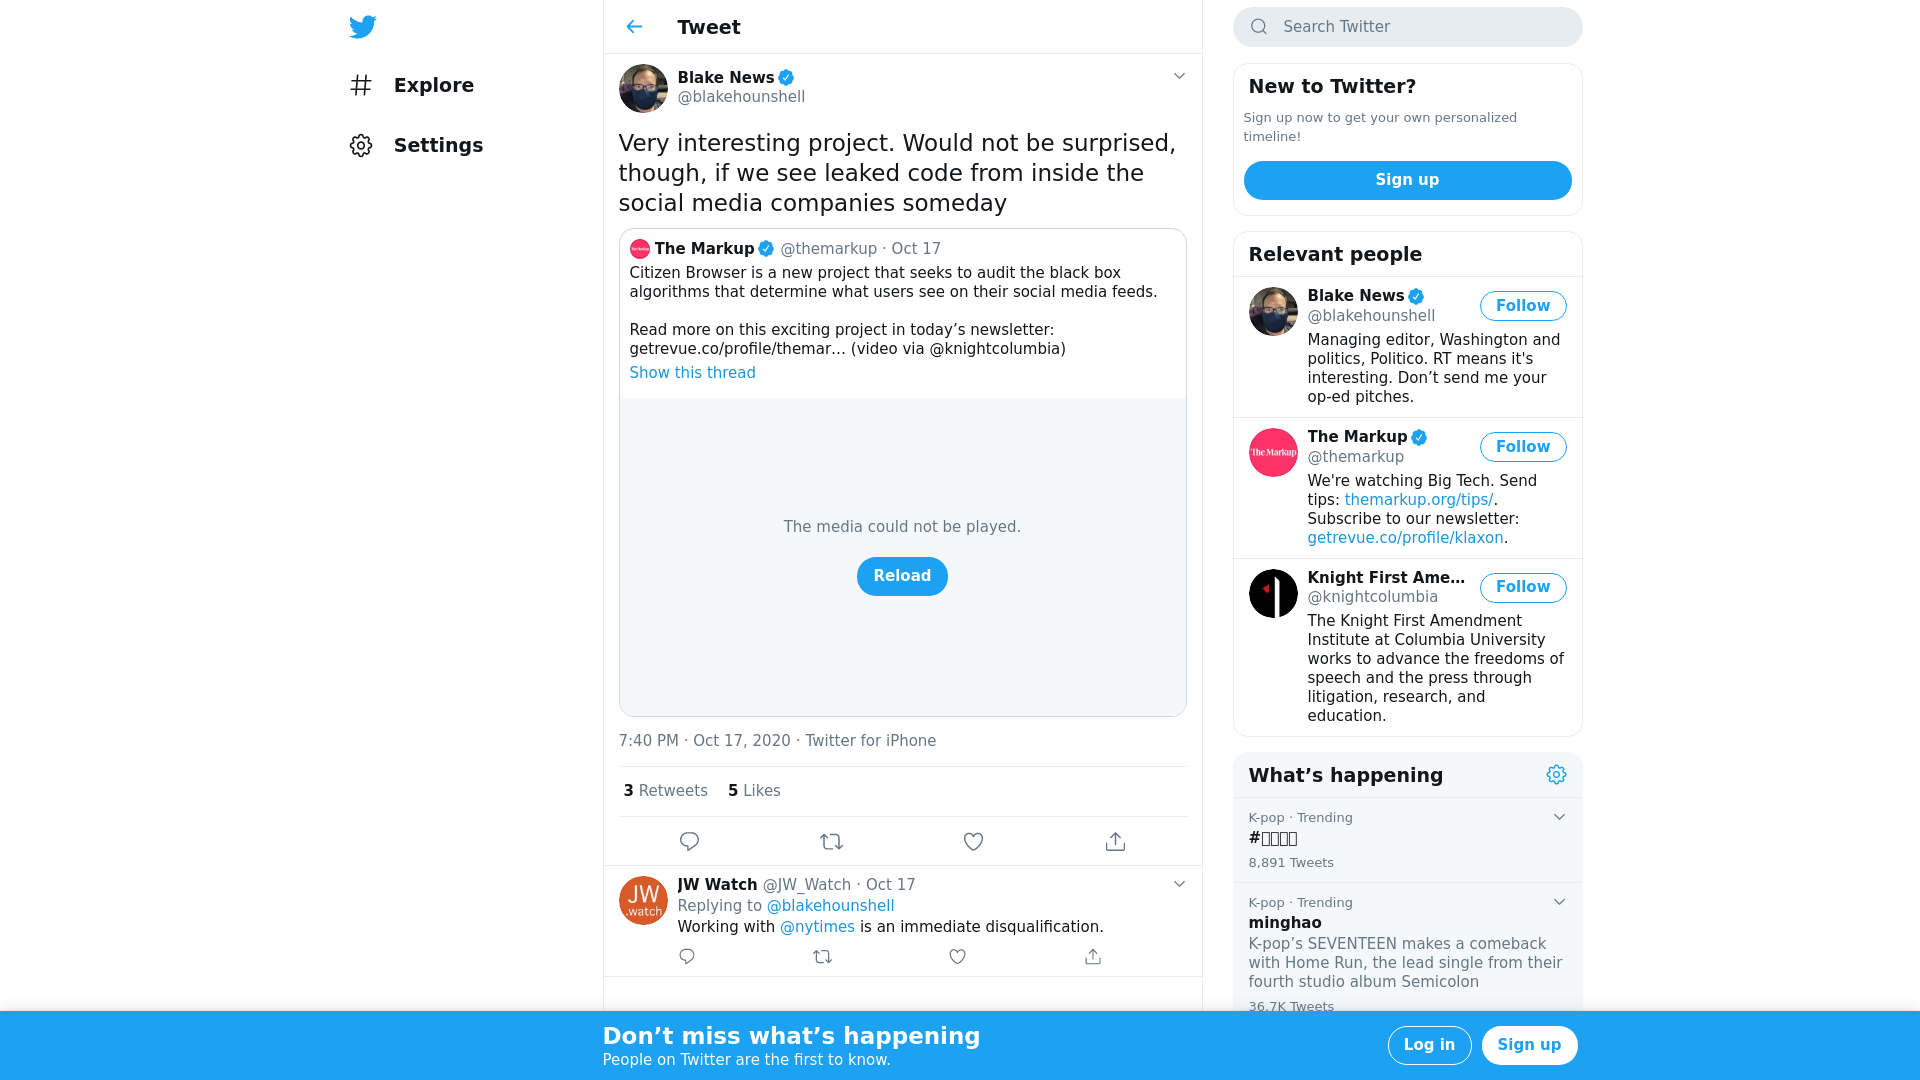 Explore
Settings
Tweet
Blake News
@blakehounshell
Very interesting project. Would not be surprised,
though, if we see leaked code from inside the
social media companies someday
The Markup @themarkup · Oct 17
Citizen Browser is a new project that seeks to audit the black box
algorithms that determine what users see on their social media feeds.
Read more on this exciting project in today’s newsletter:
getrevue.co/profile/themar… (video via @knightcolumbia)
Show this thread
The media could not be played.
Reload
7:40 PM · Oct 17, 2020 · Twitter for iPhone
3 Retweets 5 Likes
JW
.watch
JW Watch @JW_Watch · Oct 17
Replying to @blakehounshell
Working with @nytimes is an immediate disqualification.
Search Twitter
New to Twitter?
Sign up now to get your own personalized
timeline!
Sign up
Relevant people
Blake News
@blakehounshell
Follow
Managing editor, Washington and
politics, Politico. RT means it's
interesting. Don’t send me your
op-ed pitches.
The Markup
The Markup
@themarkup
Follow
We're watching Big Tech. Send
tips: themarkup.org/tips/.
Subscribe to our newsletter:
getrevue.co/profile/klaxon.
Knight First Ame…
@knightcolumbia
Follow
The Knight First Amendment
Institute at Columbia University
works to advance the freedoms of
speech and the press through
litigation, research, and
education.
What’s happening
K-pop · Trending
#
8,891 Tweets
K-pop · Trending
minghao
K-pop’s SEVENTEEN makes a comeback
with Home Run, the lead single from their
fourth studio album Semicolon
36.7K Tweets
Don’t miss what’s happening
People on Twitter are the first to know.
Log in
Sign up